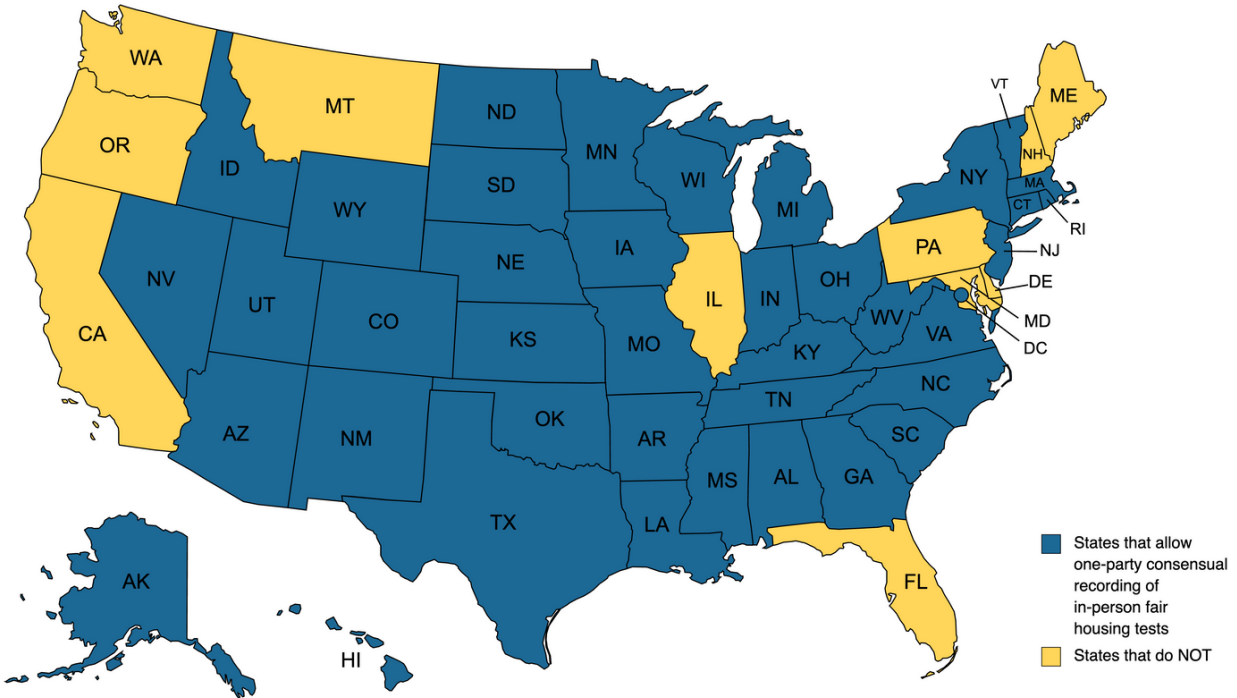 WA
MT
ND
MN
VT
ME
OR
ID
SD
WI
NY
NH
MA
WY
MI
CT
RI
IA
PA
NJ
NV
NE
OH
DE
UT
IL
IN
MD
CA
CO
KS
MO
WV
VA
DC
KY
NC
TN
AZ
NM
OK
AR
SC
MS
AL
GA
TX
LA
AK
FL
HI
States that allow
one-party consensual
recording of
in-person fair
housing tests
States that do NOT